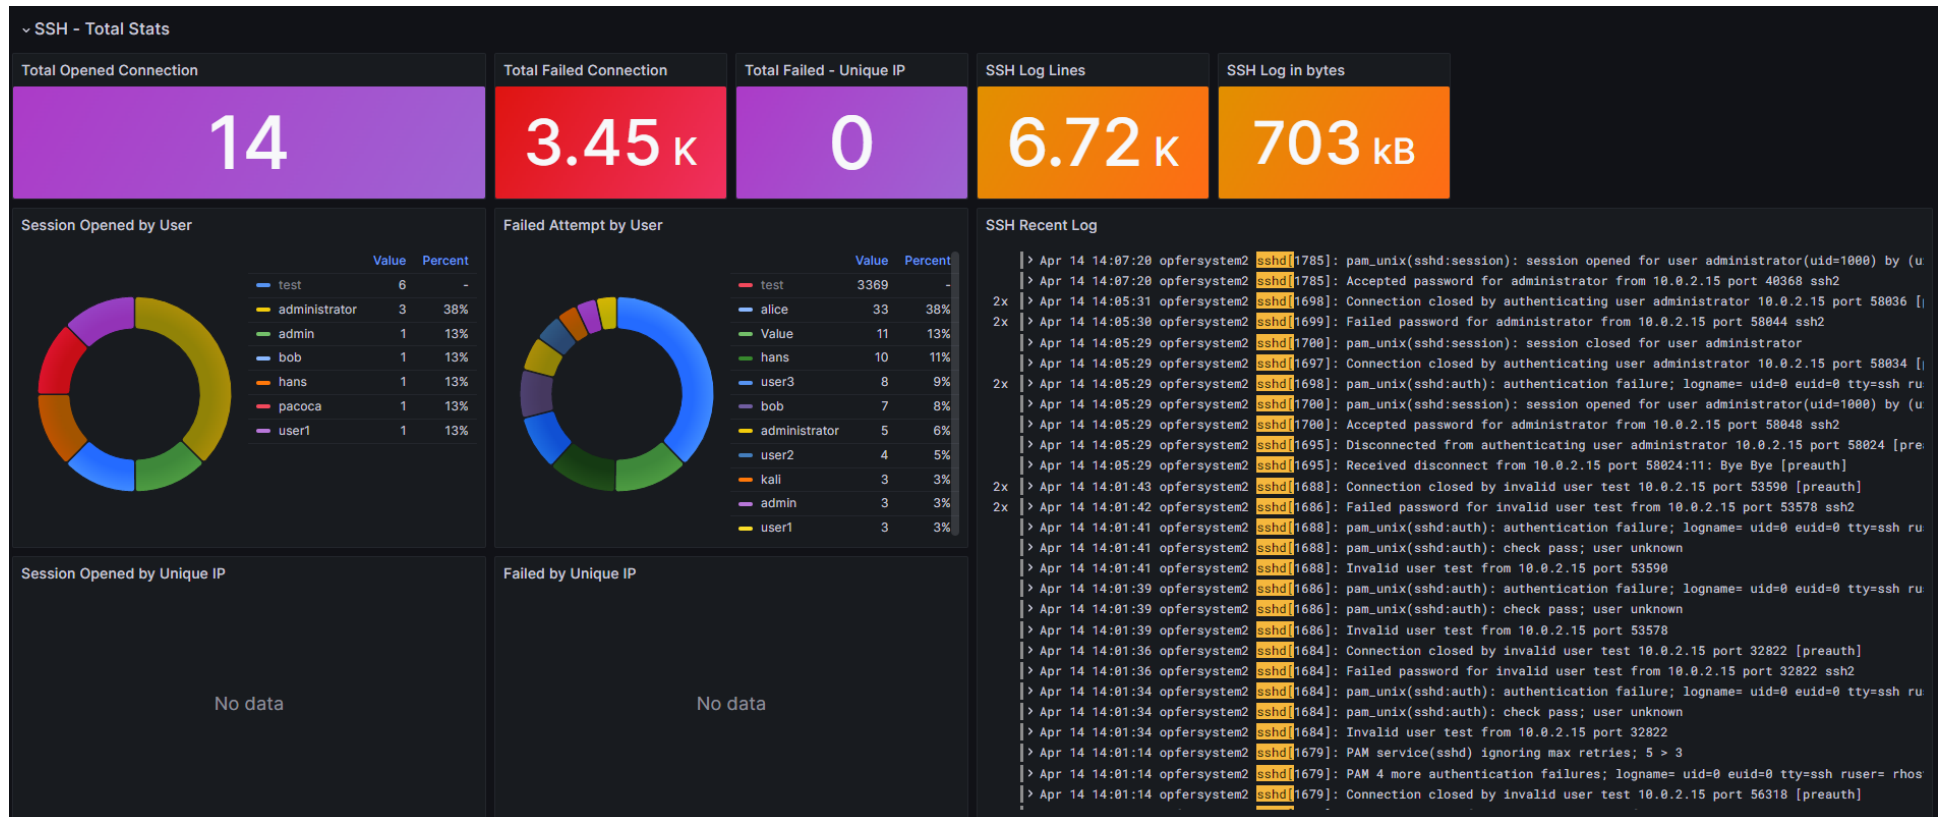 SSH - Total Stats
Total Opened Connection
14
Total Failed Connection
3.45 K
Total Failed - Unique IP
0
SSH Log Lines
6.72 K
SSH Log in bytes
703 kB
Session Opened by User
Value Percent
test 6 -
administrator 3 38%
admin 1 13%
bob 1 13%
hans 1 13%
pacoca 1 13%
user1 1 13%
Failed Attempt by User
Value Percent
test 3369 -
alice 33 38%
Value 11 13%
hans 10 11%
user3 8 9%
bob 7 8%
administrator 5 6%
user2 4 5%
kali 3 3%
admin 3 3%
user1 3 3%
SSH Recent Log
Apr 14 14:07:20 opfersystem2 sshd[1785]: pam_unix(sshd:session): session opened for user administrator(uid=1000) by (u
Apr 14 14:07:20 opfersystem2 sshd[1785]: Accepted password for administrator from 10.0.2.15 port 40368 ssh2
2x Apr 14 14:05:31 opfersystem2 sshd[1698]: Connection closed by authenticating user administrator 10.0.2.15 port 58036 [
2x Apr 14 14:05:30 opfersystem2 sshd[1699]: Failed password for administrator from 10.0.2.15 port 58044 ssh2
Apr 14 14:05:29 opfersystem2 sshd[1700]: pam_unix(sshd:session): session closed for user administrator
Apr 14 14:05:29 opfersystem2 sshd[1697]: Connection closed by authenticating user administrator 10.0.2.15 port 58034 [
2x Apr 14 14:05:29 opfersystem2 sshd[1698]: pam_unix(sshd:auth): authentication failure; logname= uid=0 euid=0 tty=ssh ru
Apr 14 14:05:29 opfersystem2 sshd[1700]: pam_unix(sshd:session): session opened for user administrator(uid=1000) by (u
Apr 14 14:05:29 opfersystem2 sshd[1700]: Accepted password for administrator from 10.0.2.15 port 58048 ssh2
Apr 14 14:05:29 opfersystem2 sshd[1695]: Disconnected from authenticating user administrator 10.0.2.15 port 58024 [prea
Apr 14 14:05:29 opfersystem2 sshd[1695]: Received disconnect from 10.0.2.15 port 58024:11: Bye Bye [preauth]
2x Apr 14 14:01:43 opfersystem2 sshd[1688]: Connection closed by invalid user test 10.0.2.15 port 53590 [preauth]
2x Apr 14 14:01:42 opfersystem2 sshd[1686]: Failed password for invalid user test from 10.0.2.15 port 53578 ssh2
Apr 14 14:01:41 opfersystem2 sshd[1688]: pam_unix(sshd:auth): authentication failure; logname= uid=0 euid=0 tty=ssh ru
Apr 14 14:01:41 opfersystem2 sshd[1688]: pam_unix(sshd:auth): check pass; user unknown
Apr 14 14:01:41 opfersystem2 sshd[1688]: Invalid user test from 10.0.2.15 port 53590
Apr 14 14:01:39 opfersystem2 sshd[1686]: pam_unix(sshd:auth): authentication failure; logname= uid=0 euid=0 tty=ssh ru
Apr 14 14:01:39 opfersystem2 sshd[1686]: pam_unix(sshd:auth): check pass; user unknown
Apr 14 14:01:39 opfersystem2 sshd[1686]: Invalid user test from 10.0.2.15 port 53578
Apr 14 14:01:36 opfersystem2 sshd[1684]: Connection closed by invalid user test 10.0.2.15 port 32822 [preauth]
Apr 14 14:01:36 opfersystem2 sshd[1684]: Failed password for invalid user test from 10.0.2.15 port 32822 ssh2
Apr 14 14:01:34 opfersystem2 sshd[1684]: pam_unix(sshd:auth): authentication failure; logname= uid=0 euid=0 tty=ssh ru
Apr 14 14:01:34 opfersystem2 sshd[1684]: pam_unix(sshd:auth): check pass; user unknown
Apr 14 14:01:34 opfersystem2 sshd[1684]: Invalid user test from 10.0.2.15 port 32822
Apr 14 14:01:14 opfersystem2 sshd[1679]: PAM service(sshd) ignoring max retries; 5 > 3
Apr 14 14:01:14 opfersystem2 sshd[1679]: PAM 4 more authentication failures; logname= uid=0 euid=0 tty=ssh ruser= rhos
Apr 14 14:01:14 opfersystem2 sshd[1679]: Connection closed by invalid user test 10.0.2.15 port 56318 [preauth]
Session Opened by Unique IP
No data
Failed by Unique IP
No data